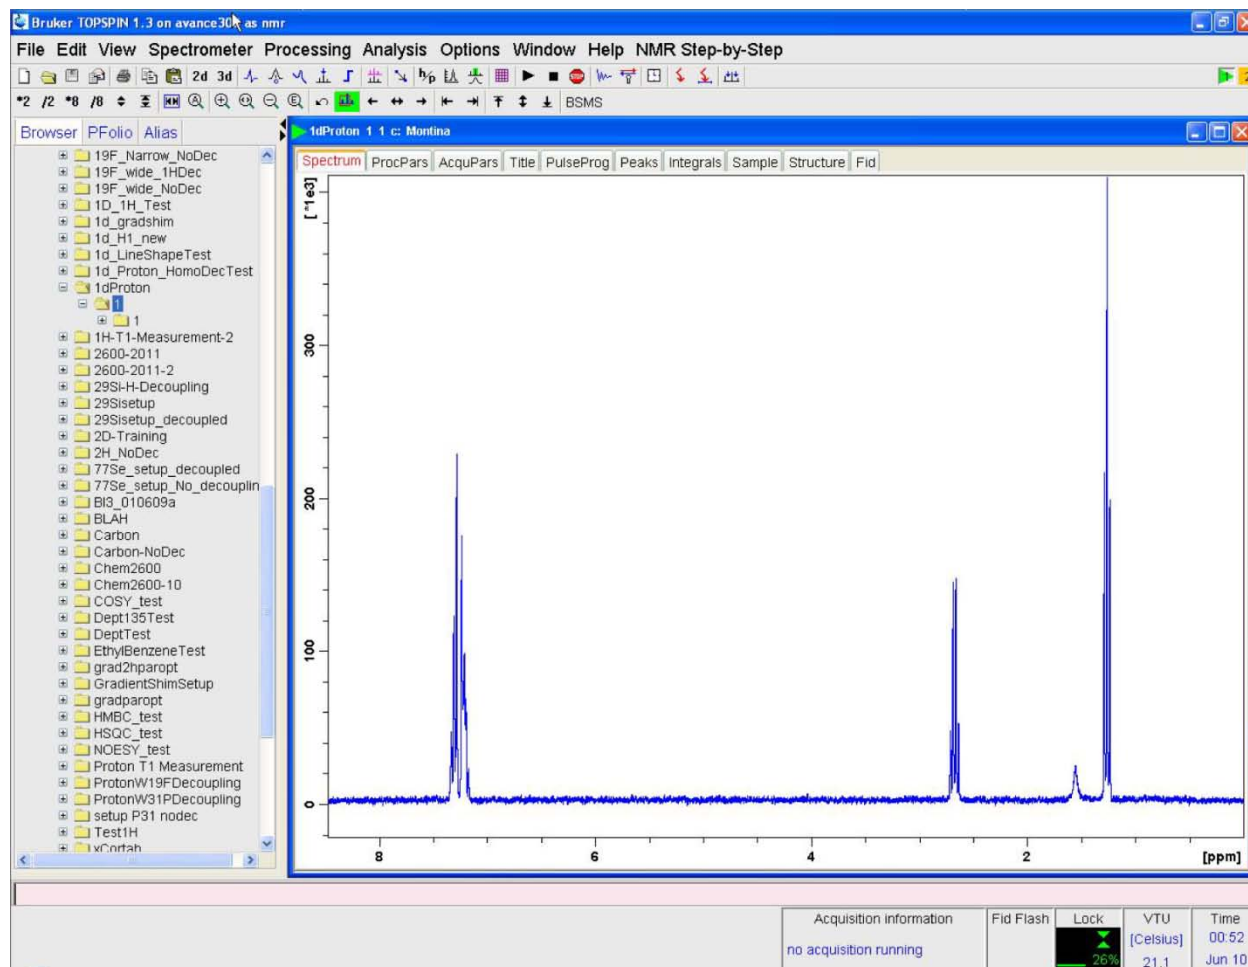 Bruker TOPSPIN 1.3 on avance300 as nmr
File Edit View Spectrometer Processing Analysis Options Window Help NMR Step-by-Step
2d 3d
*2 /2 *8 /8 BSMS
Browser PFolio Alias
1dProton 1 1 c: Montina
Spectrum ProcPars AcquPars Title PulseProg Peaks Integrals Sample Structure Fid
19F_Narrow_NoDec
19F_wide_1HDec
19F_wide_NoDec
1D_1H_Test
1d_gradshim
1d_H1_new
1d_LineShapeTest
1d_Proton_HomoDecTest
1dProton
1
1
1H-T1-Measurement-2
2600-2011
2600-2011-2
29Si-H-Decoupling
29Sisetup
29Sisetup_decoupled
2D-Training
2H_NoDec
77Se_setup_decoupled
77Se_setup_No_decouplin
BI3_010609a
BLAH
Carbon
Carbon-NoDec
Chem2600
Chem2600-10
COSY_test
Dept135Test
DeptTest
EthylBenzeneTest
grad2hparopt
GradientShimSetup
gradparopt
HMBC_test
HSQC_test
NOESY_test
Proton T1 Measurement
ProtonW19FDecoupling
ProtonW31PDecoupling
setup P31 nodec
Test1H
[ *1e3]
300
200
100
0
8 6 4 2 [ppm]
Acquisition information
no acquisition running
Fid Flash
Lock
26%
VTU
[Celsius]
21.1
Time
00:52
Jun 10